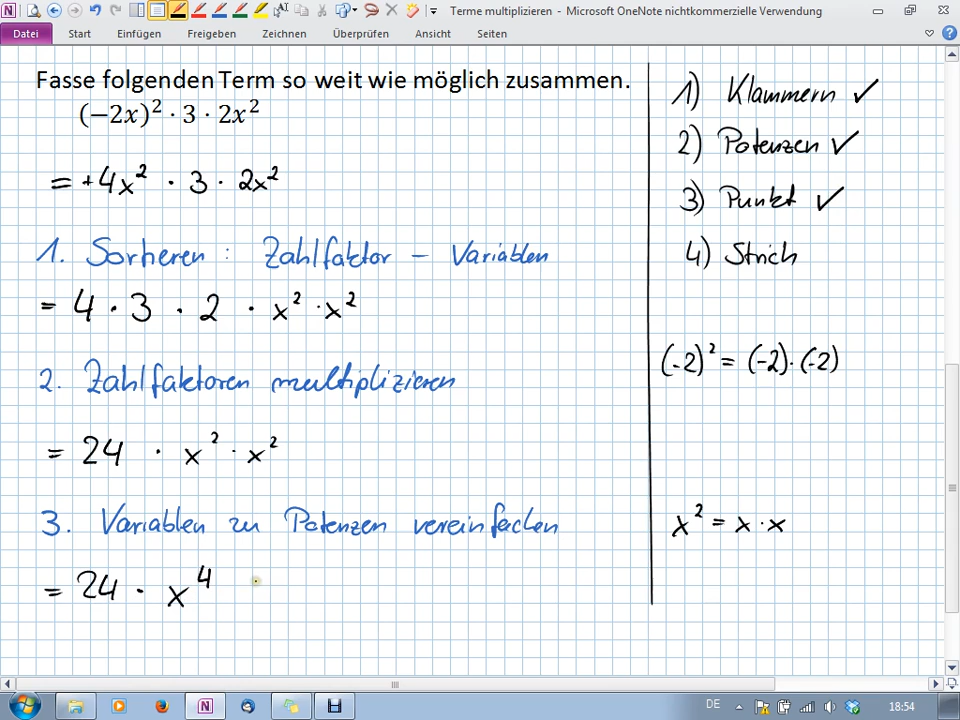 Terme multiplizieren - Microsoft OneNote nichtkommerzielle Verwendung
Datei Start Einfügen Freigeben Zeichnen Überprüfen Ansicht Seiten
Fasse folgenden Term so weit wie möglich zusammen.
(−2x)² · 3 · 2x²
= +4x² · 3 · 2x²
1. Sortieren : Zahlfaktor – Variablen
= 4 · 3 · 2 · x² · x²
2. Zahlfaktoren multiplizieren
= 24 · x² · x²
3. Variablen zu Potenzen vereinfachen
= 24 · x⁴
1) Klammern ✓
2) Potenzen ✓
3) Punkt ✓
4) Strich
(-2)² = (-2)·(-2)
x² = x · x
DE 18:54